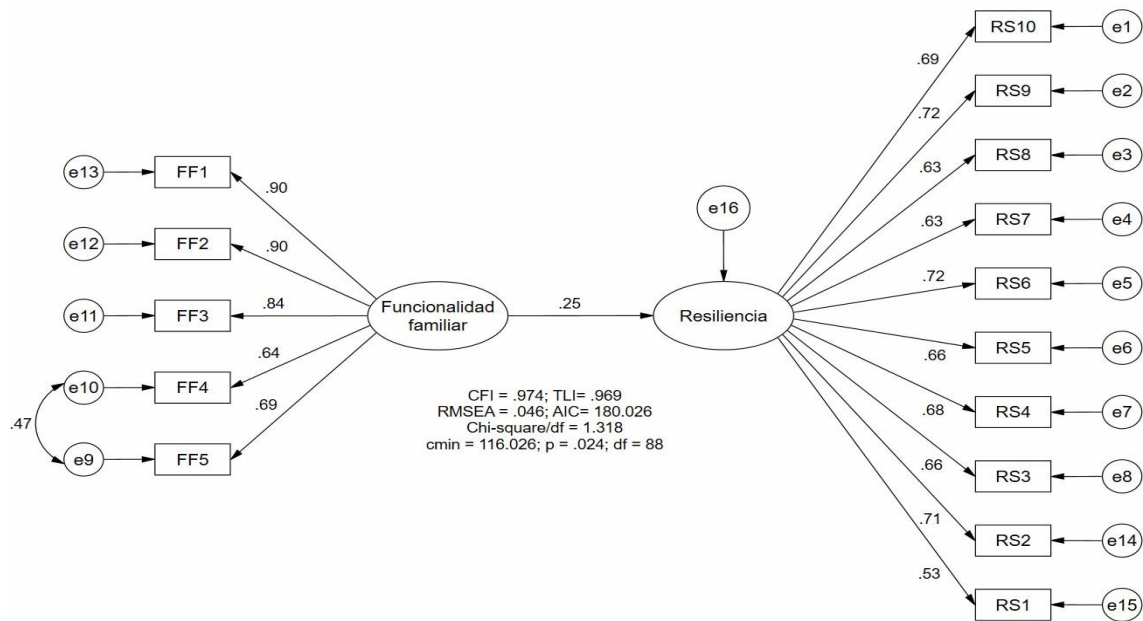 e13
FF1
.90
e12
FF2
.90
e11
FF3
.84
e10
FF4
.64
e9
FF5
.69
.47
Funcionalidad
familiar
.25
e16
Resiliencia
CFI = .974; TLI= .969
RMSEA = .046; AIC= 180.026
Chi-square/df = 1.318
cmin = 116.026; p = .024; df = 88
.69
RS10
e1
.72
RS9
e2
.63
RS8
e3
.63
RS7
e4
.72
RS6
e5
.66
RS5
e6
.68
RS4
e7
.66
RS3
e8
.71
RS2
e14
.53
RS1
e15